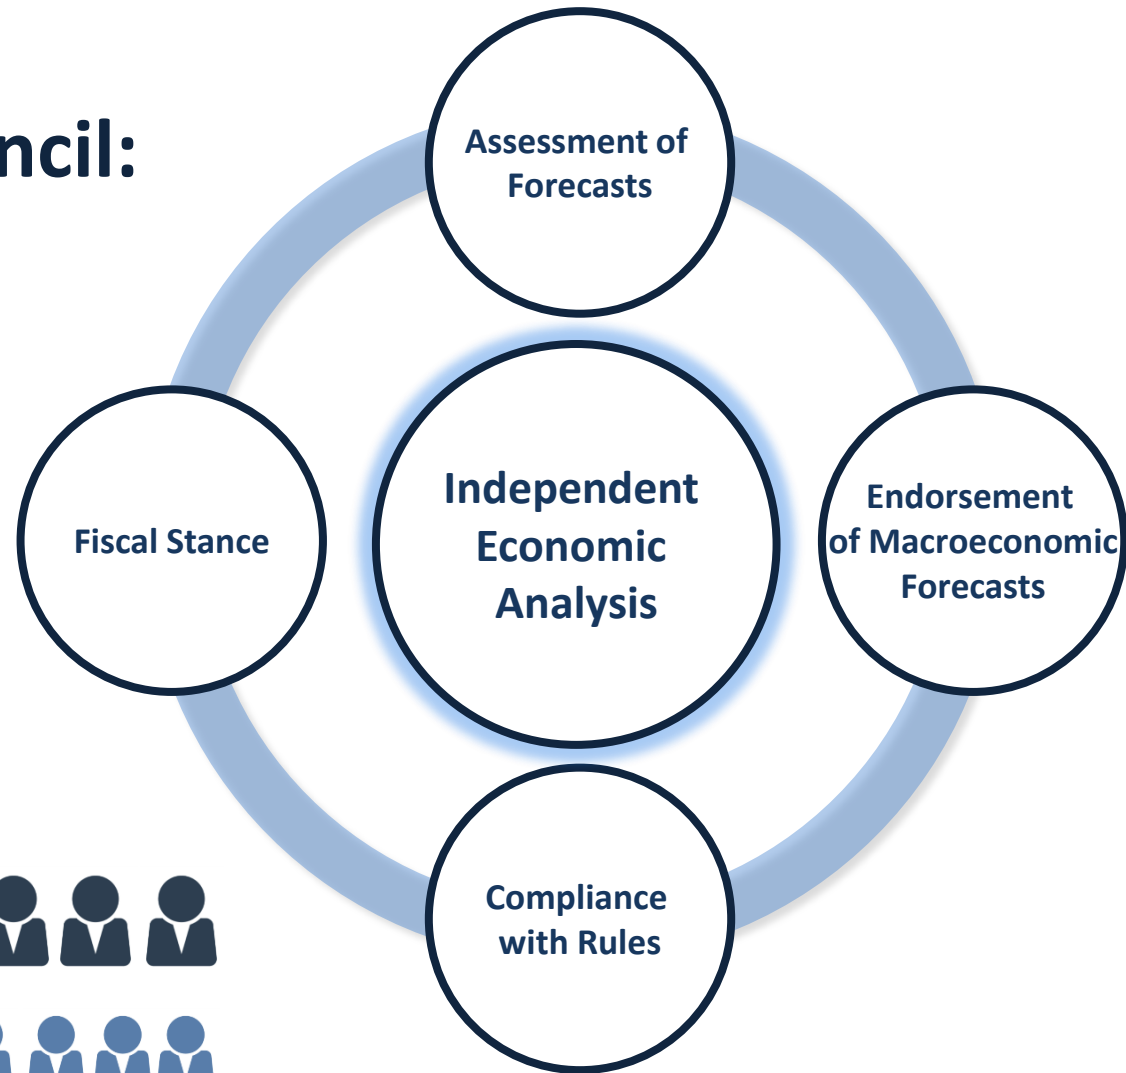 ncil:
Assessment of
Forecasts
Fiscal Stance
Independent
Economic
Analysis
Endorsement
of Macroeconomic
Forecasts
Compliance
with Rules